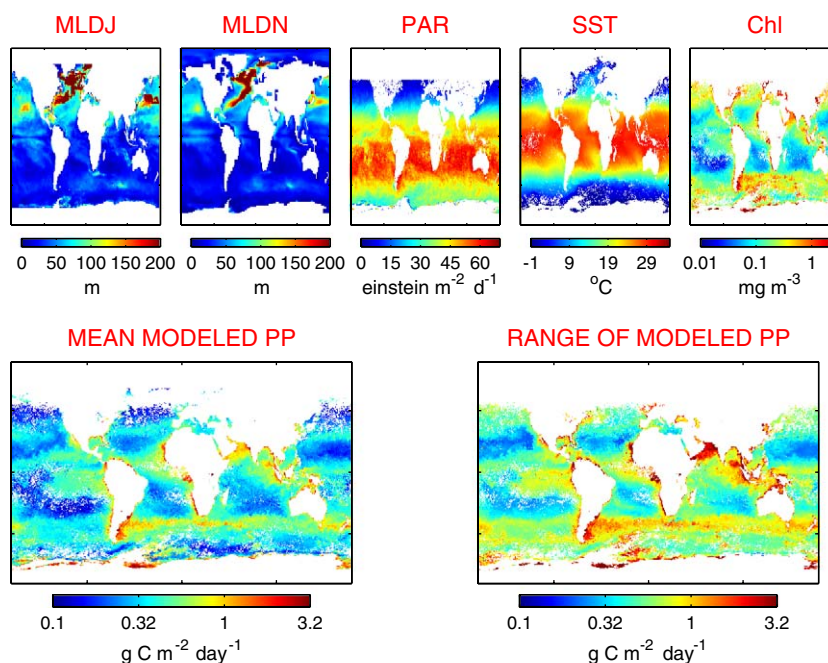 MLDJ MLDN PAR SST Chl
0 50 100 150 200 0 50 100 150 200 0 15 30 45 60 -1 9 19 29 0.01 0.1 1
m m einstein m⁻² d⁻¹ °C mg m⁻³
MEAN MODELED PP RANGE OF MODELED PP
0.1 0.32 1 3.2 0.1 0.32 1 3.2
g C m⁻² day⁻¹ g C m⁻² day⁻¹